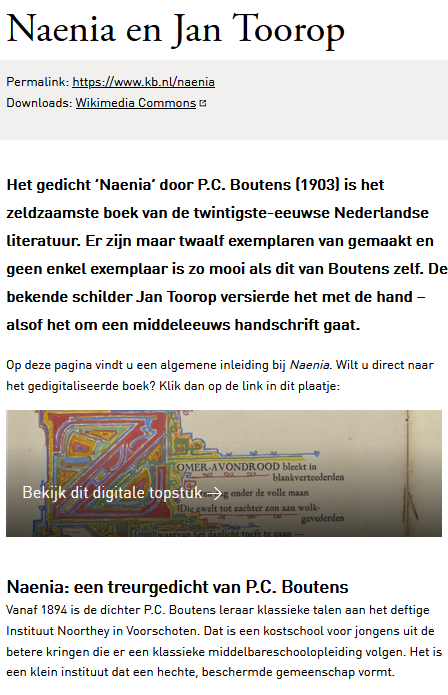 Naenia en Jan Toorop
Permalink: https://www.kb.nl/naenia
Downloads: Wikimedia Commons
Het gedicht ‘Naenia’ door P.C. Boutens (1903) is het
zeldzaamste boek van de twintigste-eeuwse Nederlandse
literatuur. Er zijn maar twaalf exemplaren van gemaakt en
geen enkel exemplaar is zo mooi als dit van Boutens zelf. De
bekende schilder Jan Toorop versierde het met de hand –
alsof het om een middeleeuws handschrift gaat.
Op deze pagina vindt u een algemene inleiding bij Naenia. Wilt u direct naar
het gedigitaliseerde boek? Klik dan op de link in dit plaatje:
ZOMER-AVONDROOD bleekt in
blankverteederden
Bekijk dit digitale topstuk →
onder de volle maan
Die zwelt tot zachter zon aan wolk-
gevederden
Naenia: een treurgedicht van P.C. Boutens
Vanaf 1894 is de dichter P.C. Boutens leraar klassieke talen aan het deftige
Instituut Noorthey in Voorschoten. Dat is een kostschool voor jongens uit de
betere kringen die er een klassieke middelbareschoolopleiding volgen. Het is
een klein instituut dat een hechte, beschermde gemeenschap vormt.